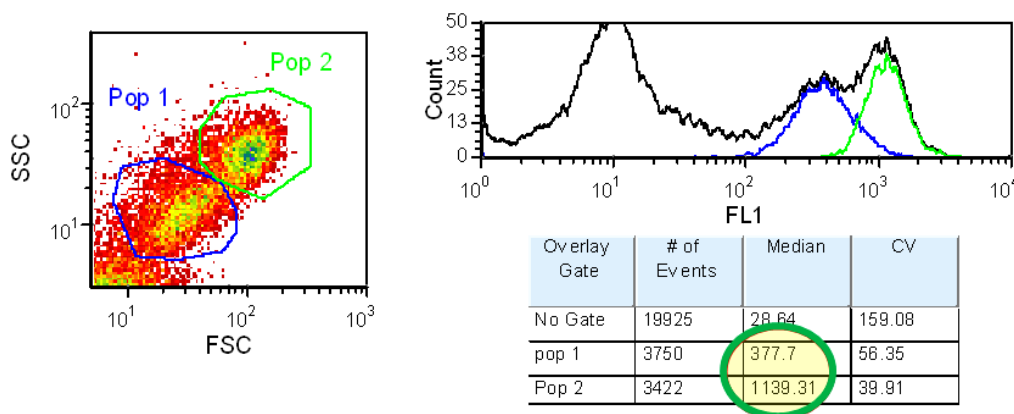 Pop 2
Pop 1
SSC
10²
10¹
10¹ 10² 10³
FSC
Count
50
38
25
13
0
10⁰ 10¹ 10² 10³ 10⁴
FL1
Overlay Gate # of Events Median CV
No Gate 19925 28.64 159.08
pop 1 3750 377.7 56.35
Pop 2 3422 1139.31 39.91